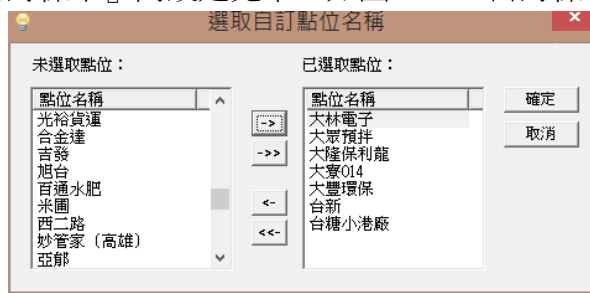 選取自訂點位名稱
未選取點位：
點位名稱
光裕貨運
合金達
吉發
旭台
百通水肥
米圃
西二路
妙管家（高雄）
亞郁
->
->>
<-
<<-
已選取點位：
點位名稱
大林電子
大眾預拌
大隆保利龍
大寮014
大豐環保
台新
台糖小港廠
確定
取消